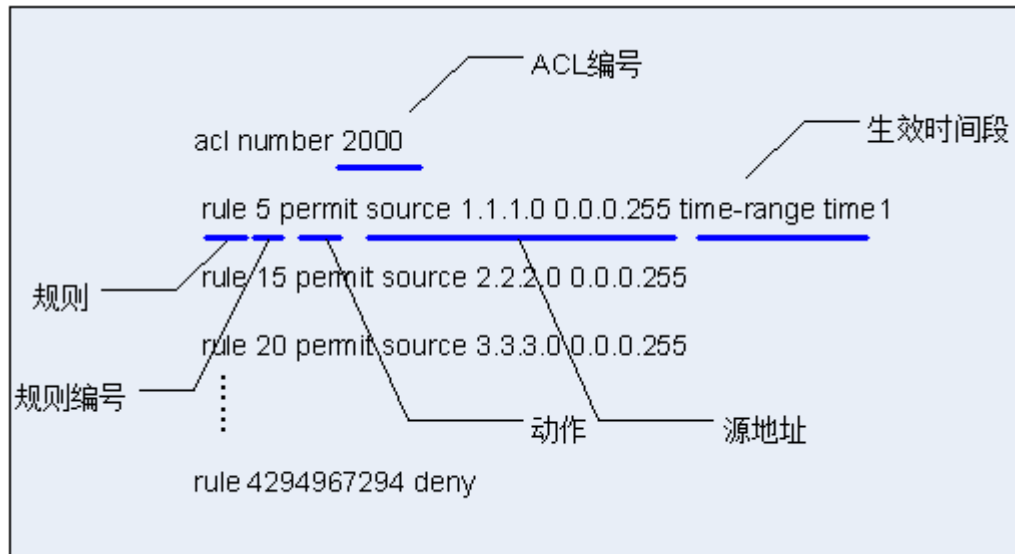 ACL编号
acl number 2000
生效时间段
rule 5 permit source 1.1.1.0 0.0.0.255 time-range time1
rule 15 permit source 2.2.2.0 0.0.0.255
规则
rule 20 permit source 3.3.3.0 0.0.0.255
规则编号
动作
源地址
rule 4294967294 deny